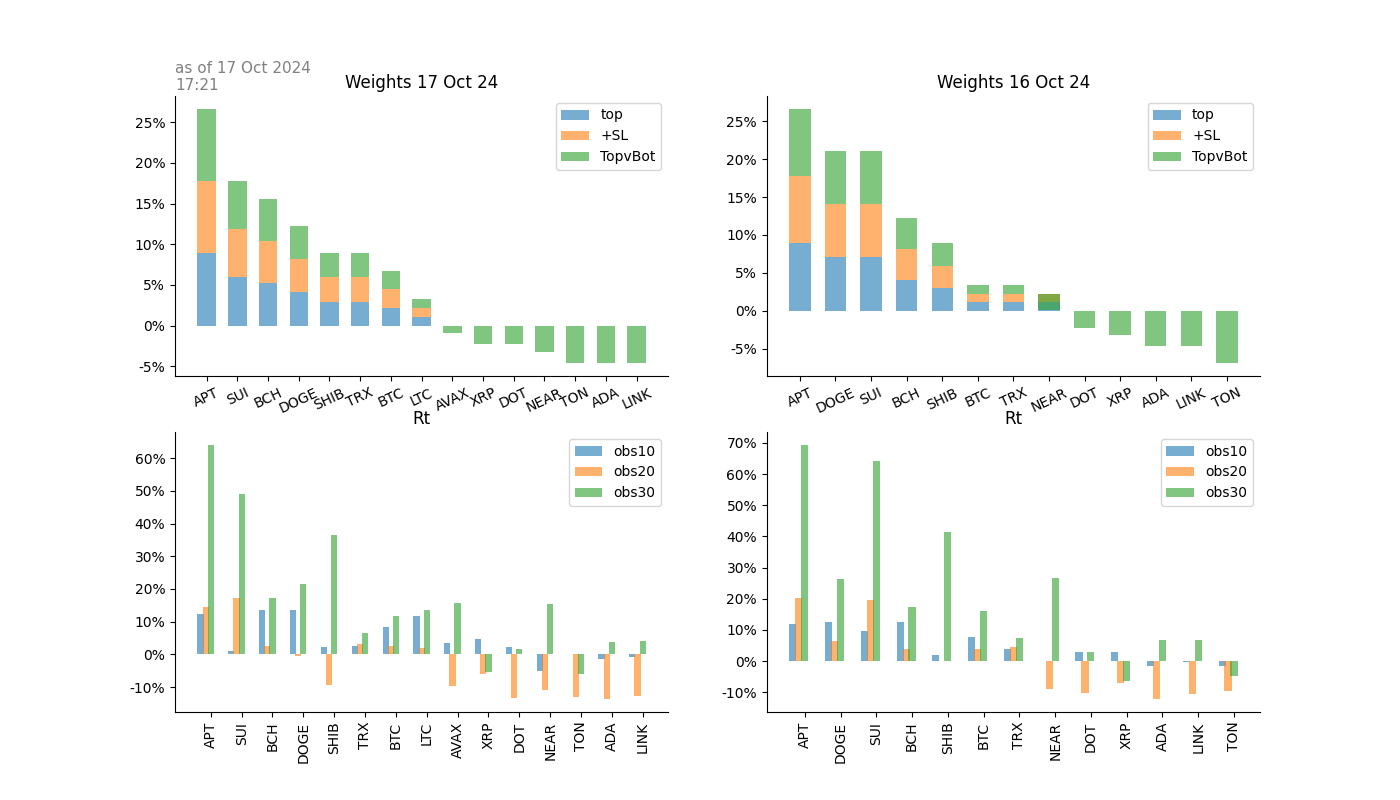 as of 17 Oct 2024
17:21
Weights 17 Oct 24
25%
20%
15%
10%
5%
0%
-5%
top
+SL
TopvBot
APT SUI BCH DOGE SHIB TRX BTC LTC AVAX XRP DOT NEAR TON ADA LINK
Weights 16 Oct 24
25%
20%
15%
10%
5%
0%
-5%
top
+SL
TopvBot
APT DOGE SUI BCH SHIB BTC TRX NEAR DOT XRP ADA LINK TON
Rt
60%
50%
40%
30%
20%
10%
0%
-10%
obs10
obs20
obs30
APT SUI BCH DOGE SHIB TRX BTC LTC AVAX XRP DOT NEAR TON ADA LINK
Rt
70%
60%
50%
40%
30%
20%
10%
0%
-10%
obs10
obs20
obs30
APT DOGE SUI BCH SHIB BTC TRX NEAR DOT XRP ADA LINK TON